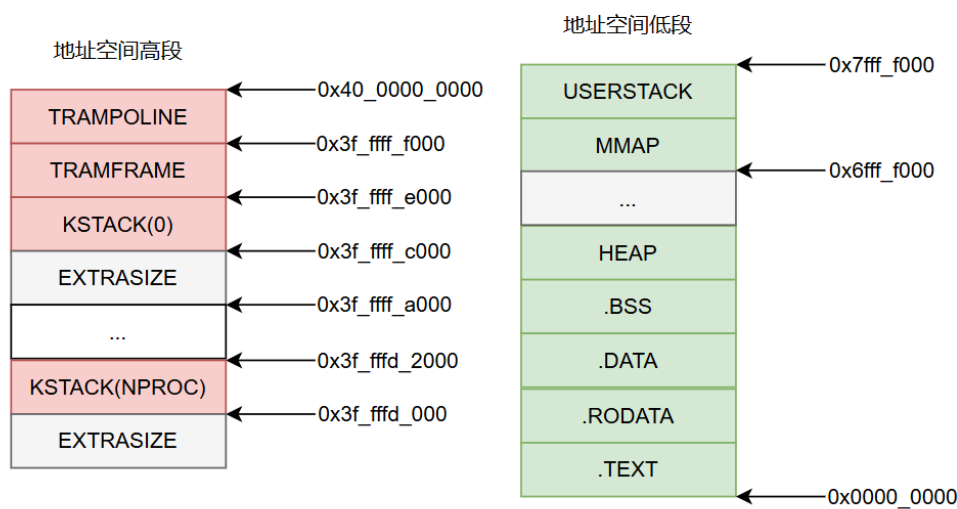 地址空间高段
0x40_0000_0000
TRAMPOLINE
0x3f_ffff_f000
TRAMFRAME
0x3f_ffff_e000
KSTACK(0)
0x3f_ffff_c000
EXTRASIZE
0x3f_ffff_a000
...
0x3f_fffd_2000
KSTACK(NPROC)
0x3f_fffd_000
EXTRASIZE
地址空间低段
0x7fff_f000
USERSTACK
MMAP
0x6fff_f000
...
HEAP
.BSS
.DATA
.RODATA
.TEXT
0x0000_0000